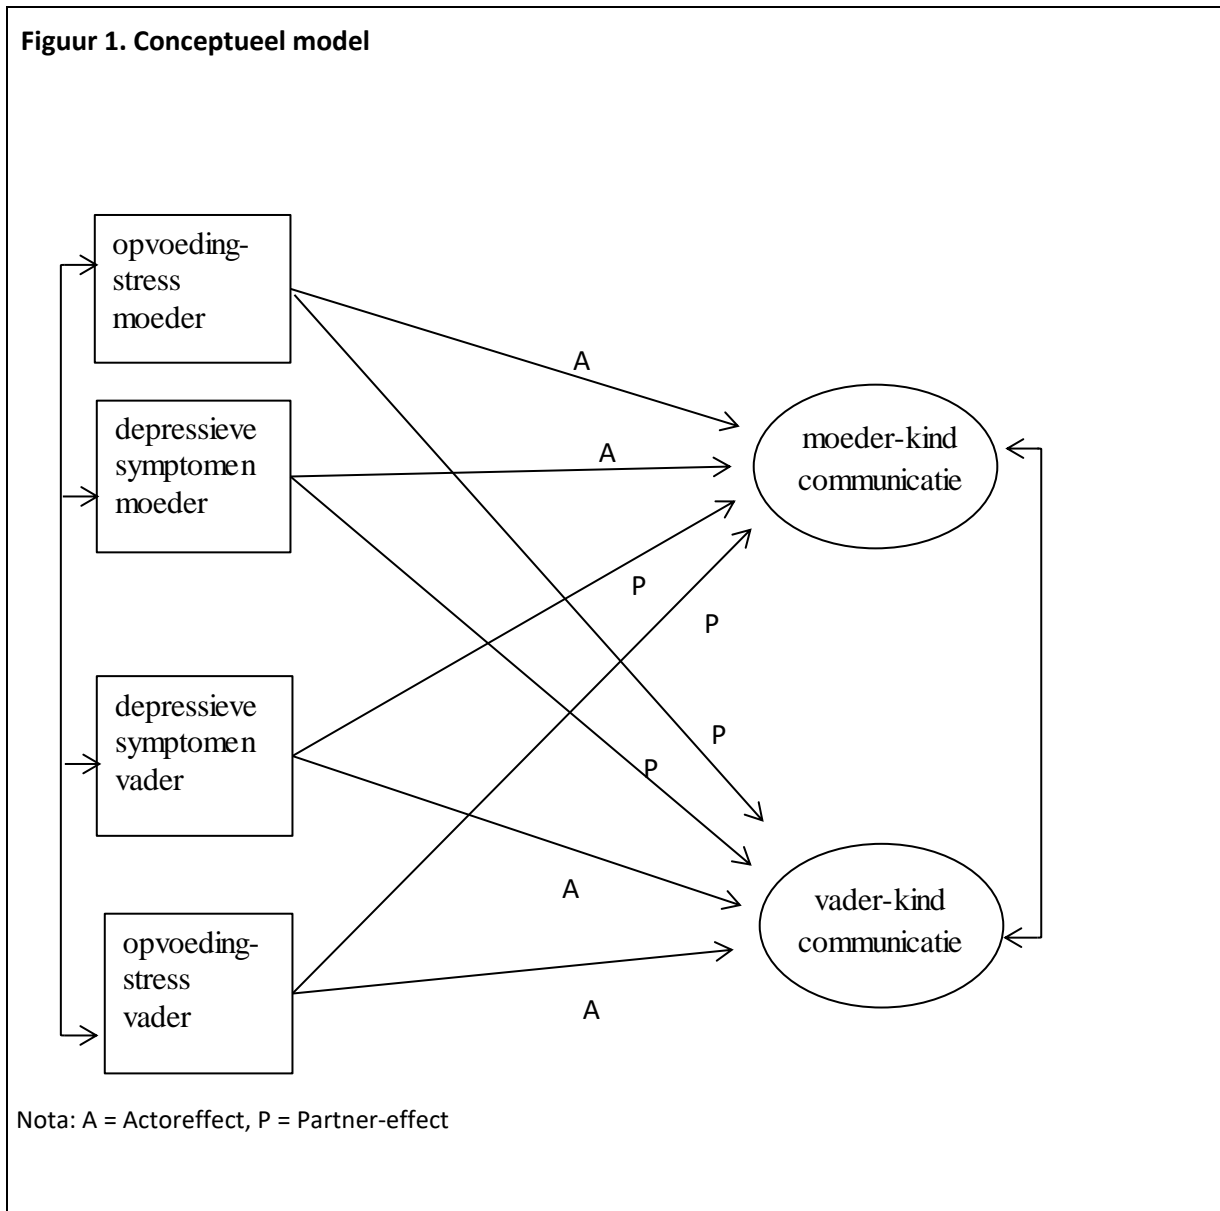 Figuur 1. Conceptueel model
opvoeding-
stress
moeder
A
depressieve
symptomen
moeder
A
moeder-kind
communicatie
P
P
depressieve
symptomen
vader
P
P
A
vader-kind
communicatie
opvoeding-
stress
vader
A
Nota: A = Actoreffect, P = Partner-effect